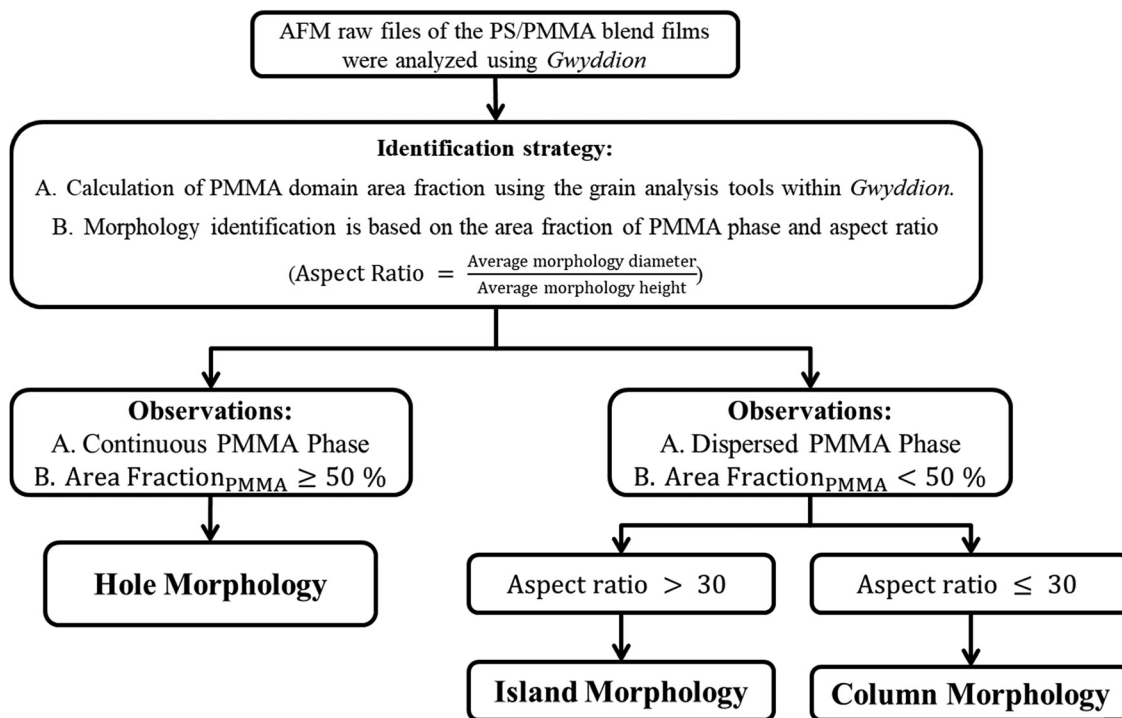 AFM raw files of the PS/PMMA blend films
were analyzed using Gwyddion
Identification strategy:
A. Calculation of PMMA domain area fraction using the grain analysis tools within Gwyddion.
B. Morphology identification is based on the area fraction of PMMA phase and aspect ratio
(Aspect Ratio = Average morphology diameter / Average morphology height)
Observations:
A. Continuous PMMA Phase
B. Area Fraction_PMMA ≥ 50 %
Observations:
A. Dispersed PMMA Phase
B. Area Fraction_PMMA < 50 %
Hole Morphology
Aspect ratio > 30
Aspect ratio ≤ 30
Island Morphology
Column Morphology